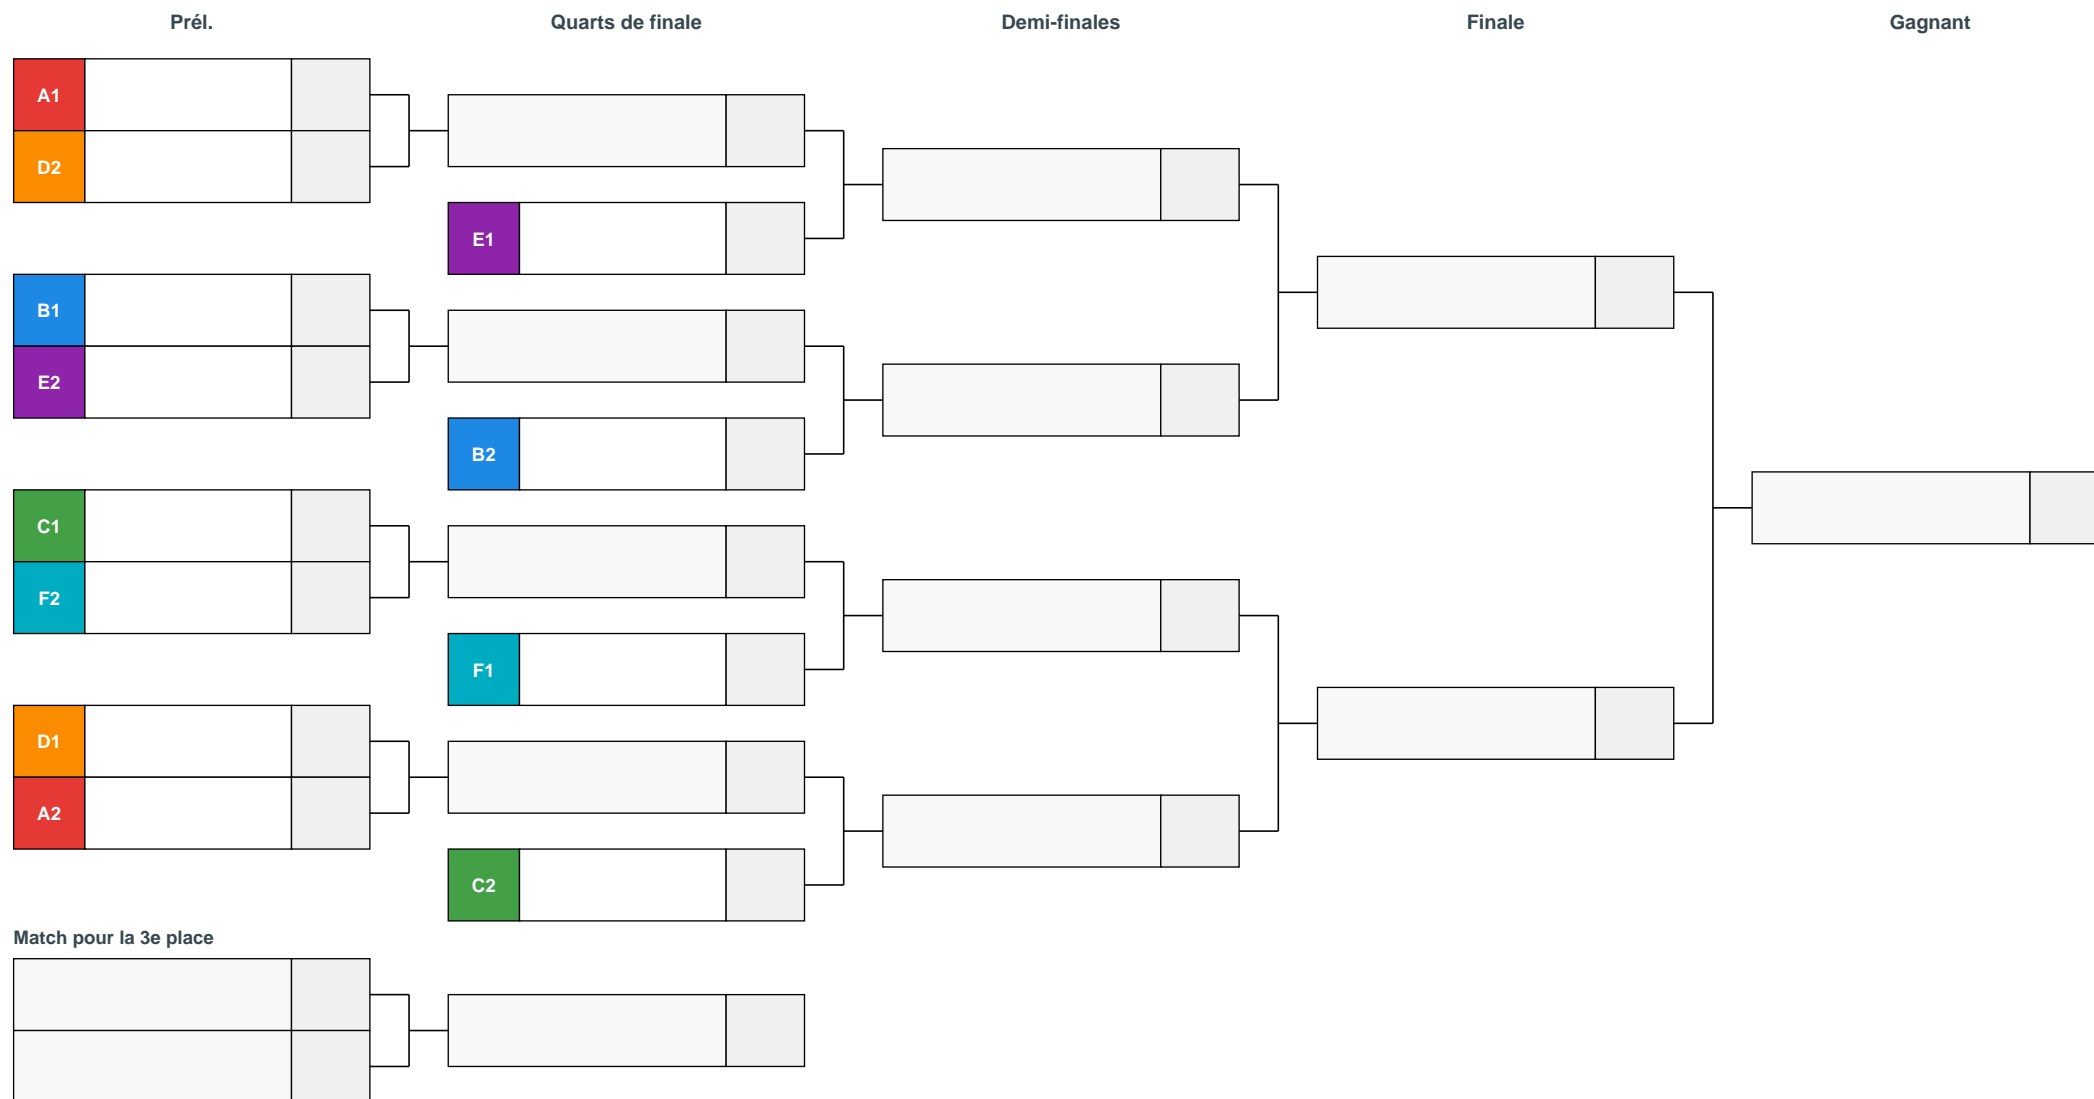 Prél.
Quarts de finale
Demi-finales
Finale
Gagnant
A1
D2
E1
B1
E2
B2
C1
F2
F1
D1
A2
C2
Match pour la 3e place